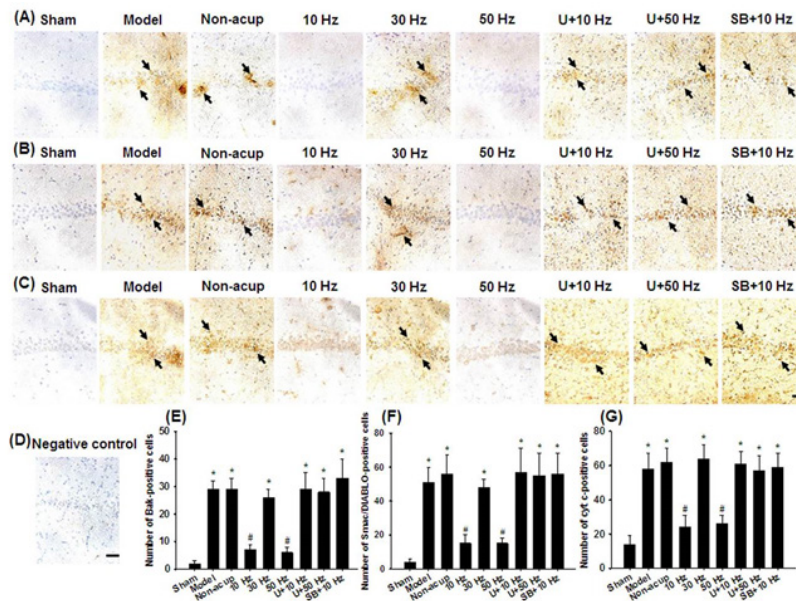 (A) Sham Model Non-acup 10 Hz 30 Hz 50 Hz U+10 Hz U+50 Hz SB+10 Hz
(B) Sham Model Non-acup 10 Hz 30 Hz 50 Hz U+10 Hz U+50 Hz SB+10 Hz
(C) Sham Model Non-acup 10 Hz 30 Hz 50 Hz U+10 Hz U+50 Hz SB+10 Hz
(D) Negative control
(E)
Number of Bak-positive cells
50
40
30
20
10
0
* * # * # * * *
Sham Model Non-acup 10 Hz 30 Hz 50 Hz U+10 Hz U+50 Hz SB+10 Hz
(F)
Number of Smac/DIABLO-positive cells
80
60
40
20
0
* * # * # * * *
Sham Model Non-acup 10 Hz 30 Hz 50 Hz U+10 Hz U+50 Hz SB+10 Hz
(G)
Number of cyt c-positive cells
80
60
40
20
0
* * # * # * * *
Sham Model Non-acup 10 Hz 30 Hz 50 Hz U+10 Hz U+50 Hz SB+10 Hz